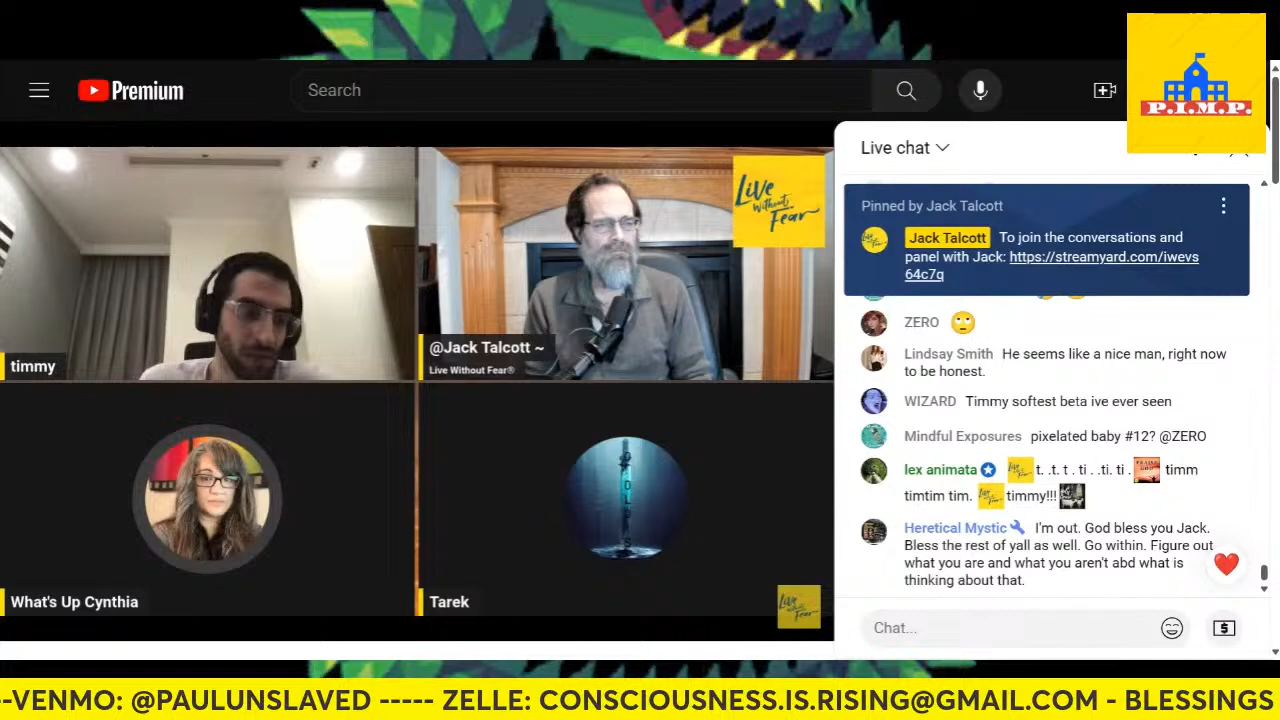 Premium
Search
P.I.M.P.
Live chat
Pinned by Jack Talcott
Jack Talcott To join the conversations and
panel with Jack: https://streamyard.com/iwevs
64c7q
ZERO
Lindsay Smith He seems like a nice man, right now
to be honest.
WIZARD Timmy softest beta ive ever seen
Mindful Exposures pixelated baby #12? @ZERO
lex animata t. .t. t . ti . .ti. ti . timm
timtim tim. timmy!!!
Heretical Mystic I'm out. God bless you Jack.
Bless the rest of yall as well. Go within. Figure out
what you are and what you aren't abd what is
thinking about that.
Chat...
Live
Without
Fear
timmy
@Jack Talcott ~
Live Without Fear®
What's Up Cynthia
Tarek
Live
Without
Fear
--VENMO: @PAULUNSLAVED ----- ZELLE: CONSCIOUSNESS.IS.RISING@GMAIL.COM - BLESSINGS